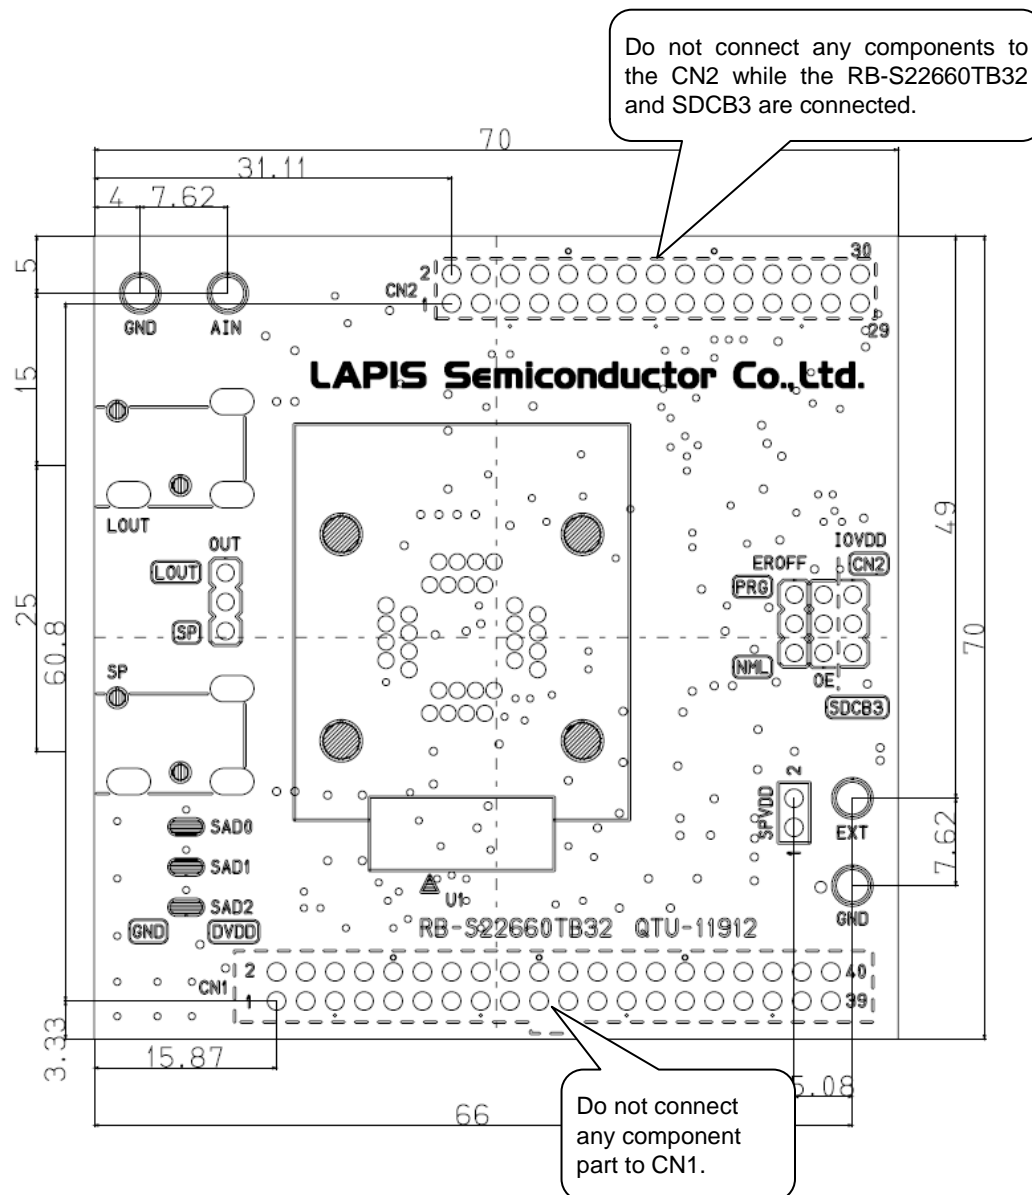 Do not connect any components to
the CN2 while the RB-S22660TB32
and SDCB3 are connected.
70
31.11
4
7.62
5
2
30
CN2
1
29
GND
AIN
LAPIS Semiconductor Co.,Ltd.
15
49
LOUT
OUT
IOVDD
EROFF
CN2
LOUT
PRG
25
60.8
70
SP
SP
NML
OE
SDCB3
2
SPVDD
1
EXT
7.62
SAD0
SAD1
U1
SAD2
GND
GND
DVDD
RB-S22660TB32 QTU-11912
2
40
CN1
1
39
3.33
15.87
5.08
66
Do not connect
any component
part to CN1.